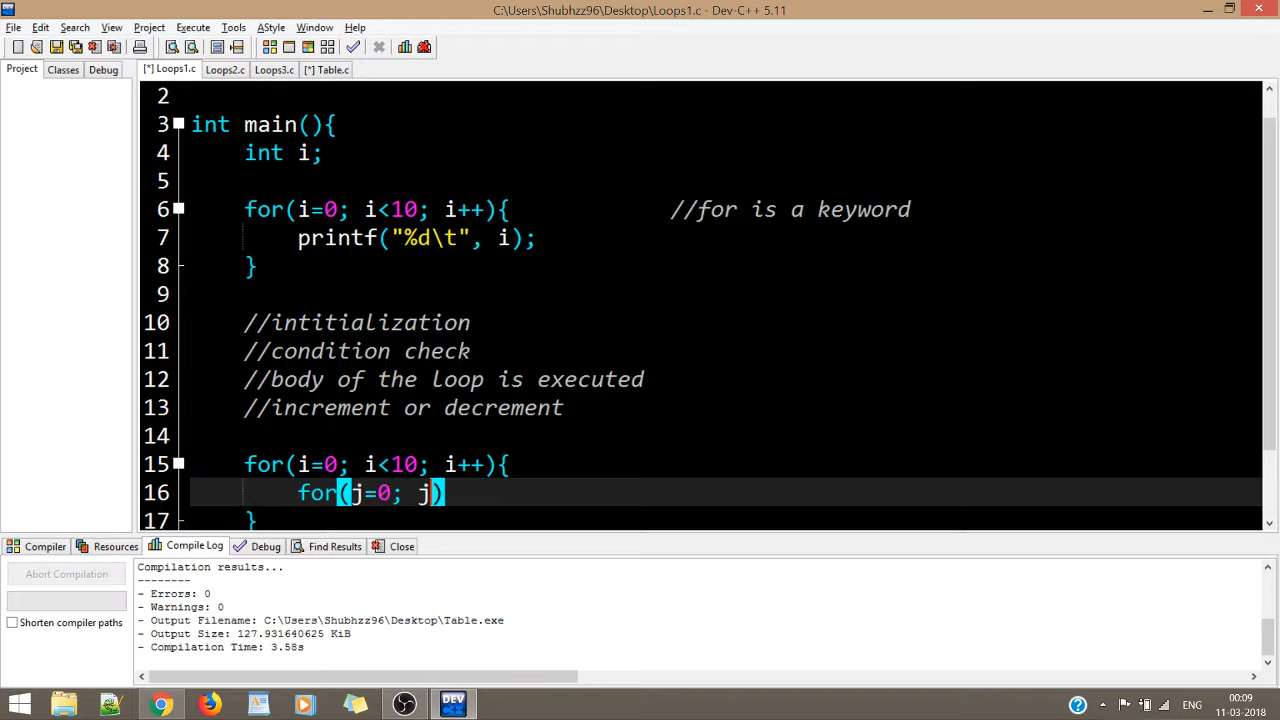 C:\Users\Shubhzz96\Desktop\Loops1.c - Dev-C++ 5.11
File Edit Search View Project Execute Tools AStyle Window Help
Project Classes Debug [*] Loops1.c Loops2.c Loops3.c [*] Table.c
2
3 int main(){
4 int i;
5
6 for(i=0; i<10; i++){ //for is a keyword
7 printf("%d\t", i);
8 }
9
10 //intitialization
11 //condition check
12 //body of the loop is executed
13 //increment or decrement
14
15 for(i=0; i<10; i++){
16 for(j=0; j)
17 }
Compiler Resources Compile Log Debug Find Results Close
Abort Compilation
Shorten compiler paths
Compilation results...
--------
- Errors: 0
- Warnings: 0
- Output Filename: C:\Users\Shubhzz96\Desktop\Table.exe
- Output Size: 127.931640625 KiB
- Compilation Time: 3.58s
DEV
ENG
00:09
11-03-2018